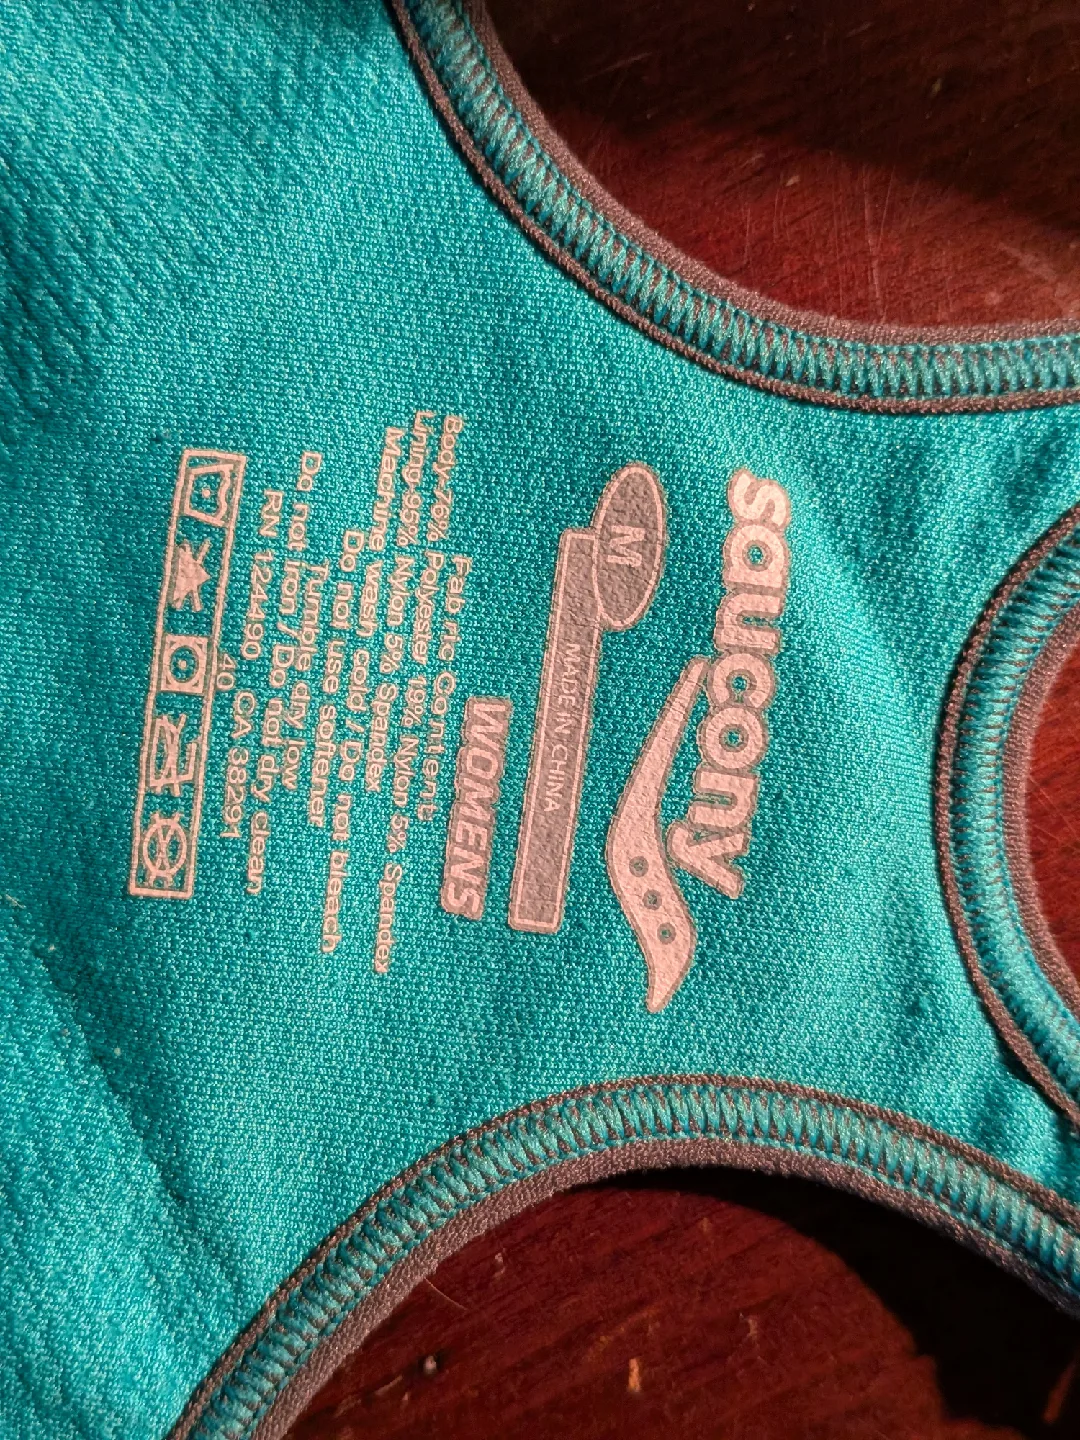 saucony
M
MADE IN CHINA
WOMENS
Fabric Content
Body-76% Polyester 19% Nylon 5% Spandex
Lining-95% Nylon 5% Spandex
Machine wash cold / Do not bleach
Do not use softener
Tumble dry low
Do not iron / Do not dry clean
RN 124490 CA 38291
40